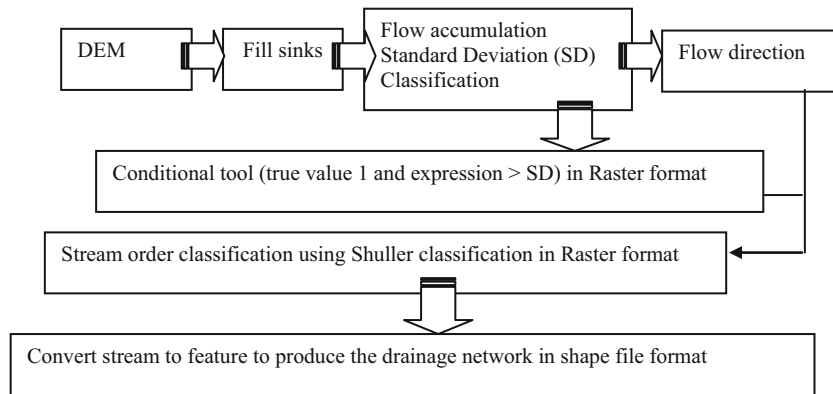 DEM
Fill sinks
Flow accumulation
Standard Deviation (SD)
Classification
Flow direction
Conditional tool (true value 1 and expression > SD) in Raster format
Stream order classification using Shuller classification in Raster format
Convert stream to feature to produce the drainage network in shape file format